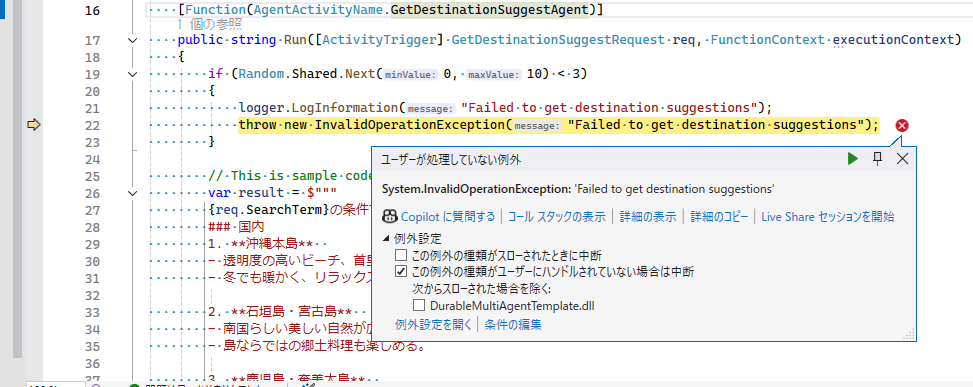 16 [Function(AgentActivityName.GetDestinationSuggestAgent)]
1 個の参照
17 public string Run([ActivityTrigger] GetDestinationSuggestRequest req, FunctionContext executionContext)
18 {
19 if (Random.Shared.Next(minValue: 0, maxValue: 10) < 3)
20 {
21 logger.LogInformation(message: "Failed to get destination suggestions");
22 throw new InvalidOperationException(message: "Failed to get destination suggestions");
23 }
24
ユーザーが処理していない例外
System.InvalidOperationException: 'Failed to get destination suggestions'
Copilot に質問する | コール スタックの表示 | 詳細の表示 | 詳細のコピー | Live Share セッションを開始
例外設定
この例外の種類がスローされたときに中断
この例外の種類がユーザーにハンドルされていない場合は中断
次からスローされた場合を除く:
DurableMultiAgentTemplate.dll
例外設定を開く | 条件の編集
25 // This is sample code
26 var result = $"""
27 {req.SearchTerm}の条件
28 ### 国内
29 1. **沖縄本島**
30 - 透明度の高いビーチ、首里
31 - 冬でも暖かく、リラックス
32
33 2. **石垣島・宮古島**
34 - 南国らしい美しい自然が
35 - 島ならではの郷土料理も楽しめる。
36
37 3. **鹿児島・奄美大島**